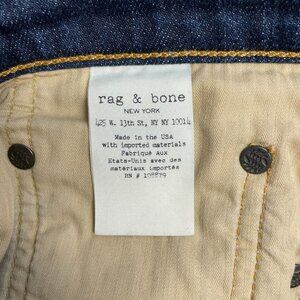 rag & bone
NEW YORK
425 W. 13th St, NY NY 10014
Made in the USA
with imported materials
Fabriqué Aux
Etats-Unis avec des
matériaux importés
RN # 108879